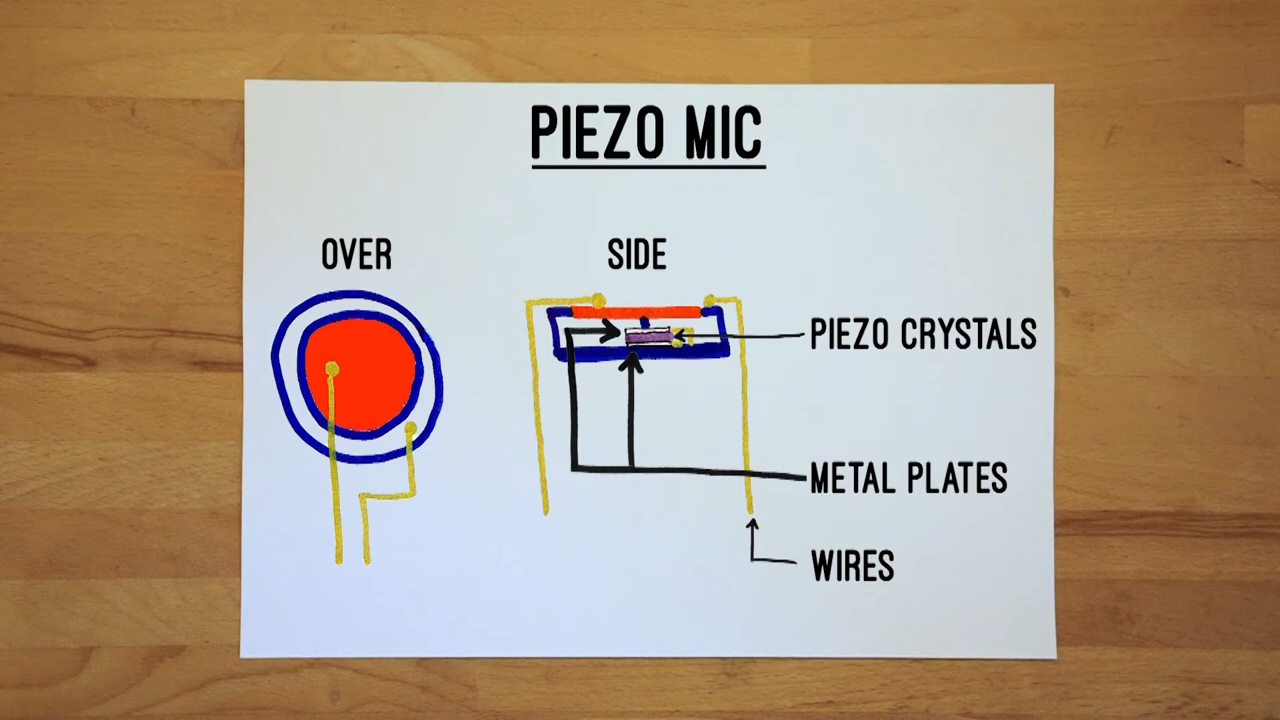 PIEZO MIC
OVER
SIDE
PIEZO CRYSTALS
METAL PLATES
WIRES